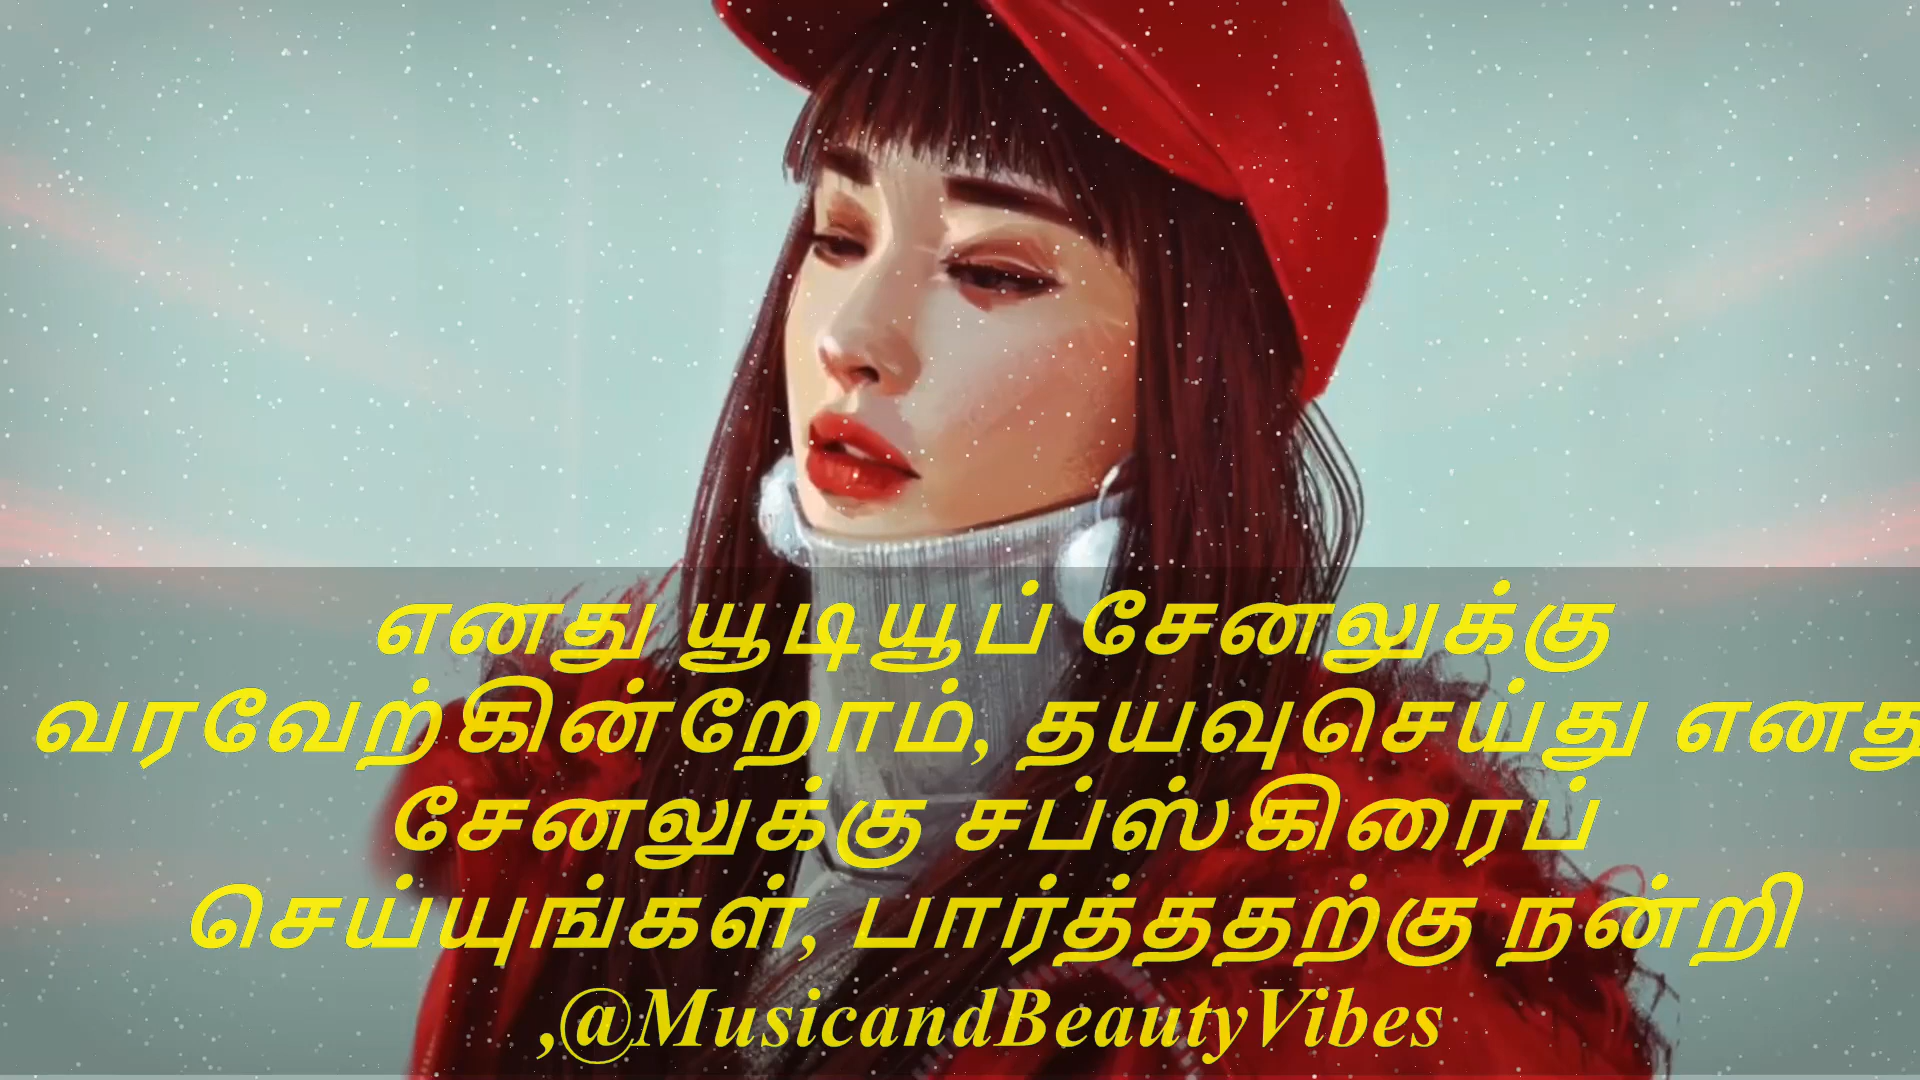 எனது யூடியூப் சேனலுக்கு
வரவேற்கின்றோம், தயவுசெய்து எனது
சேனலுக்கு சப்ஸ்கிரைப்
செய்யுங்கள், பார்த்ததற்கு நன்றி
,@MusicandBeautyVibes